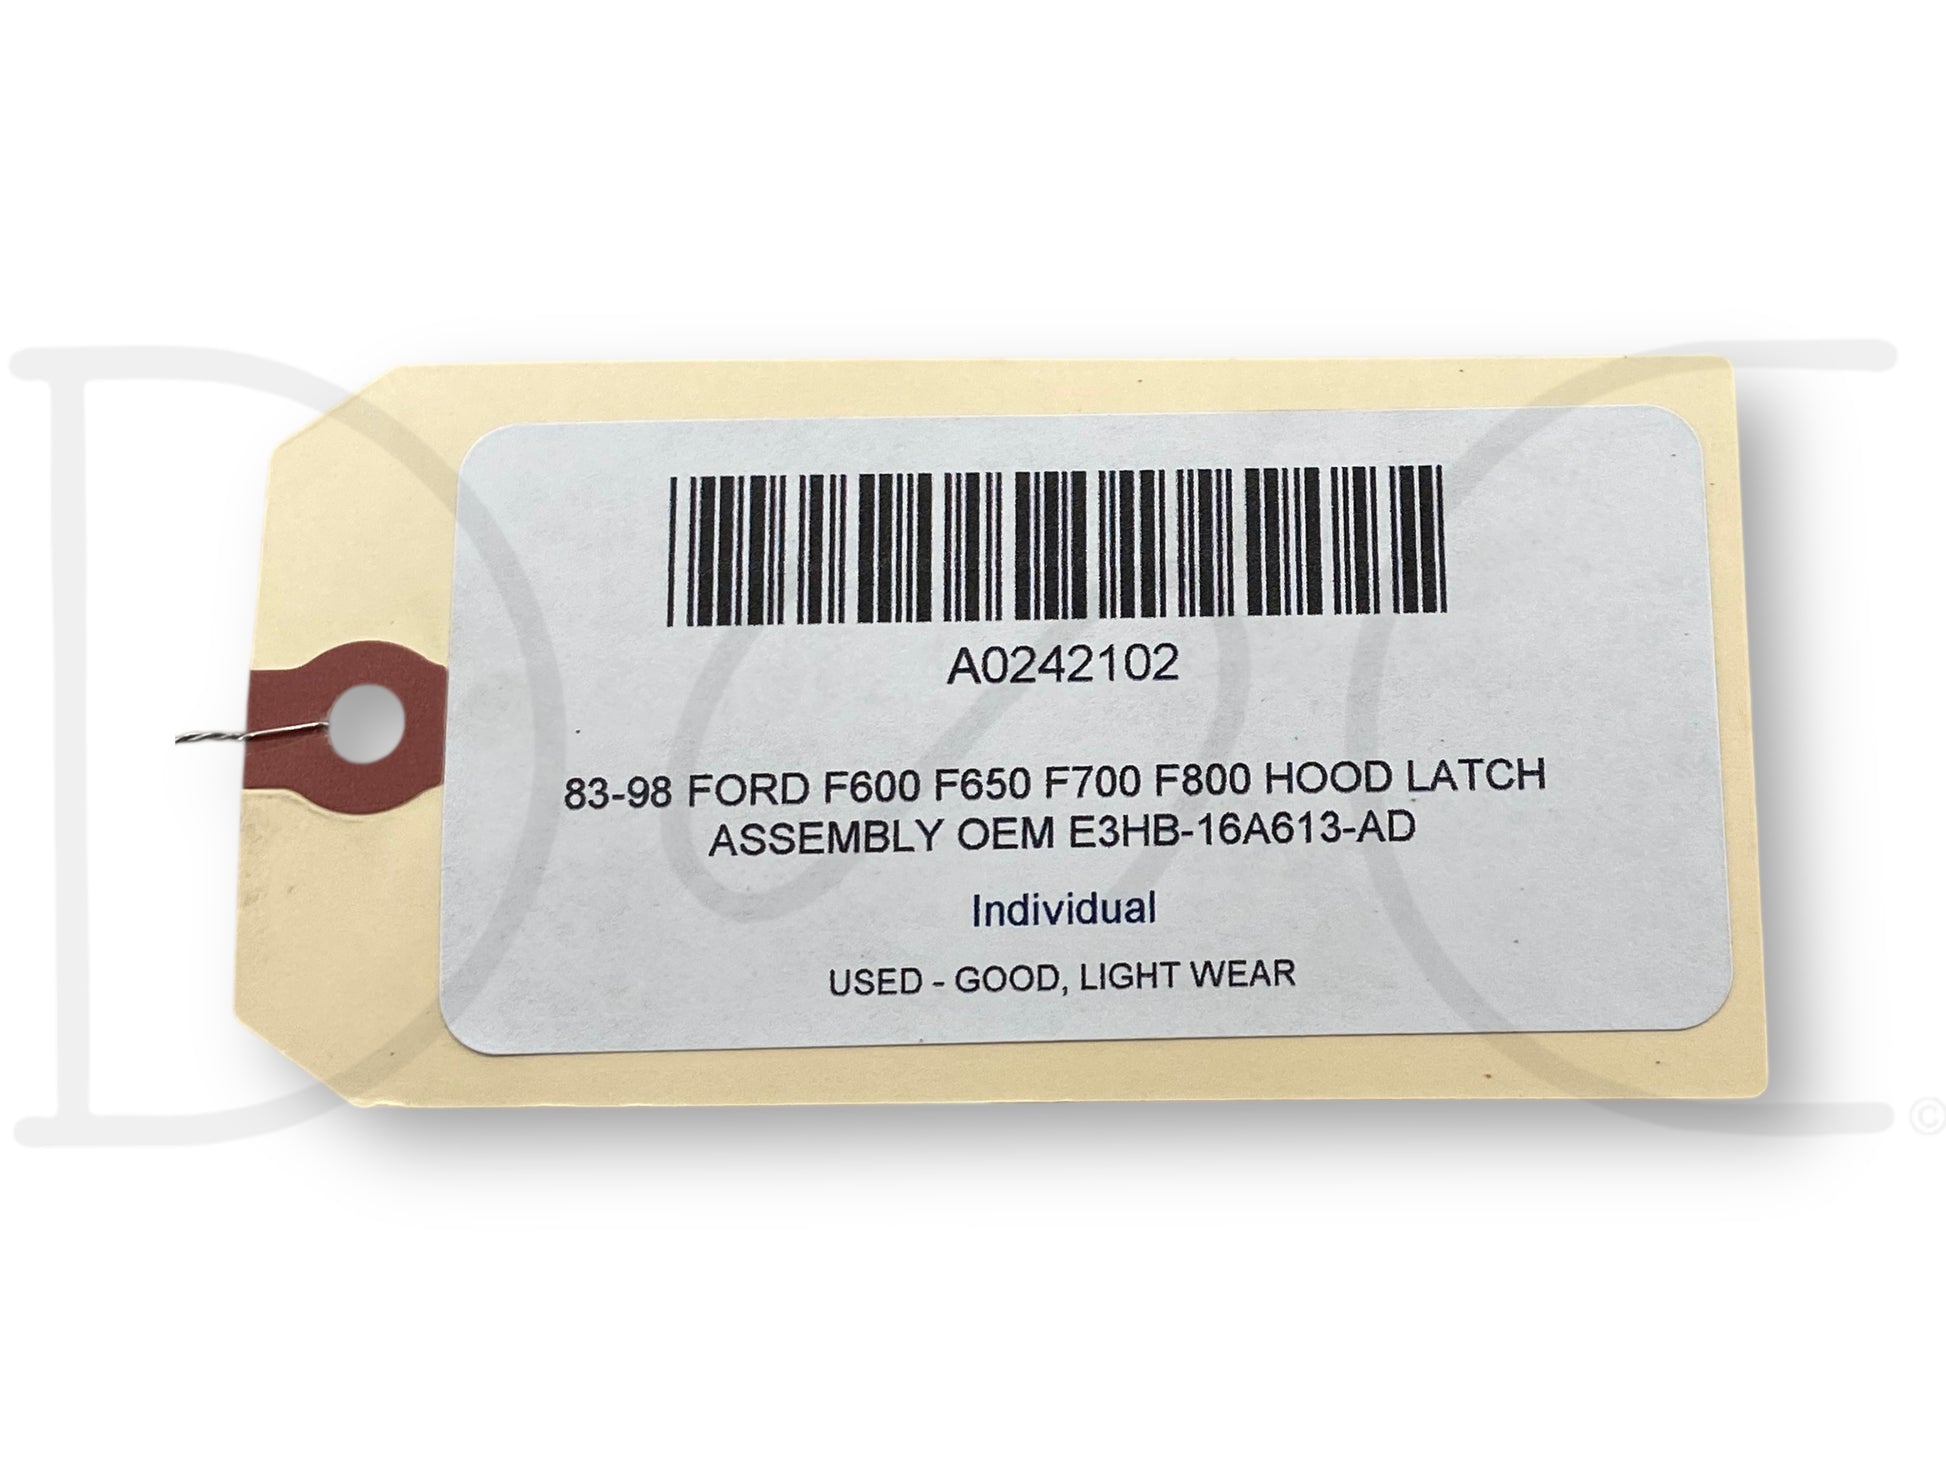 A0242102
83-98 FORD F600 F650 F700 F800 HOOD LATCH
ASSEMBLY OEM E3HB-16A613-AD
Individual
USED - GOOD, LIGHT WEAR
©